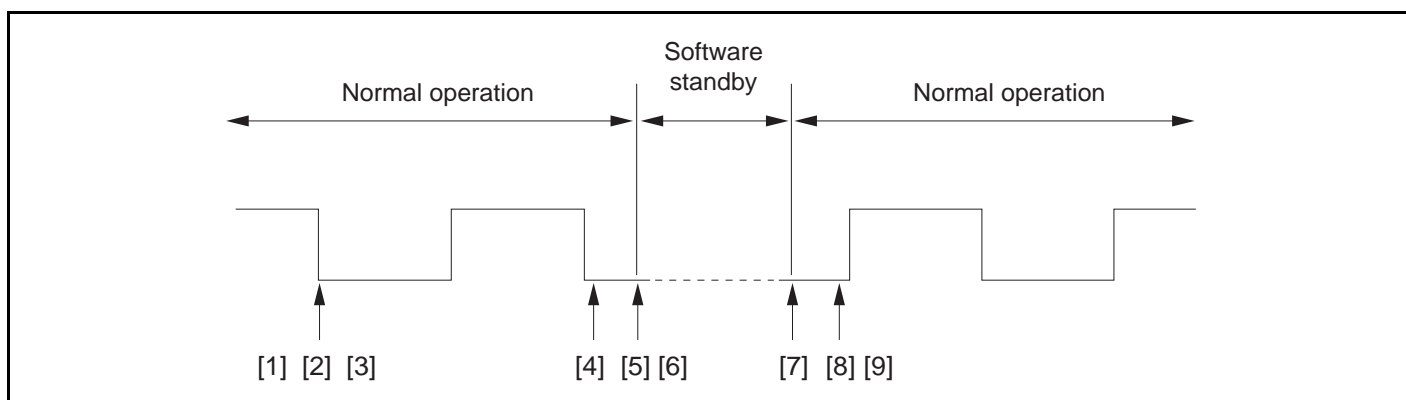 Software
standby
Normal operation
Normal operation
[1] [2] [3]
[4] [5] [6]
[7] [8] [9]